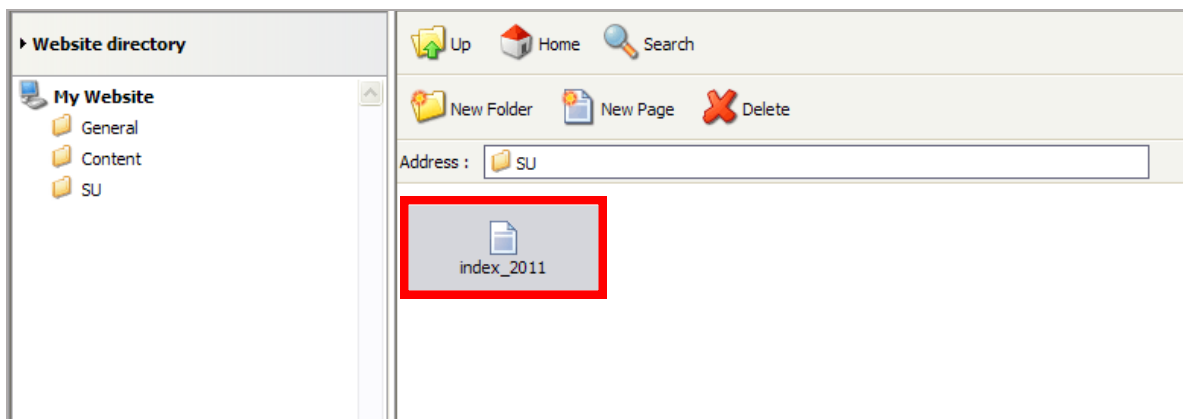 Website directory
My Website
General
Content
SU
Up Home Search
New Folder New Page Delete
Address : SU
index_2011